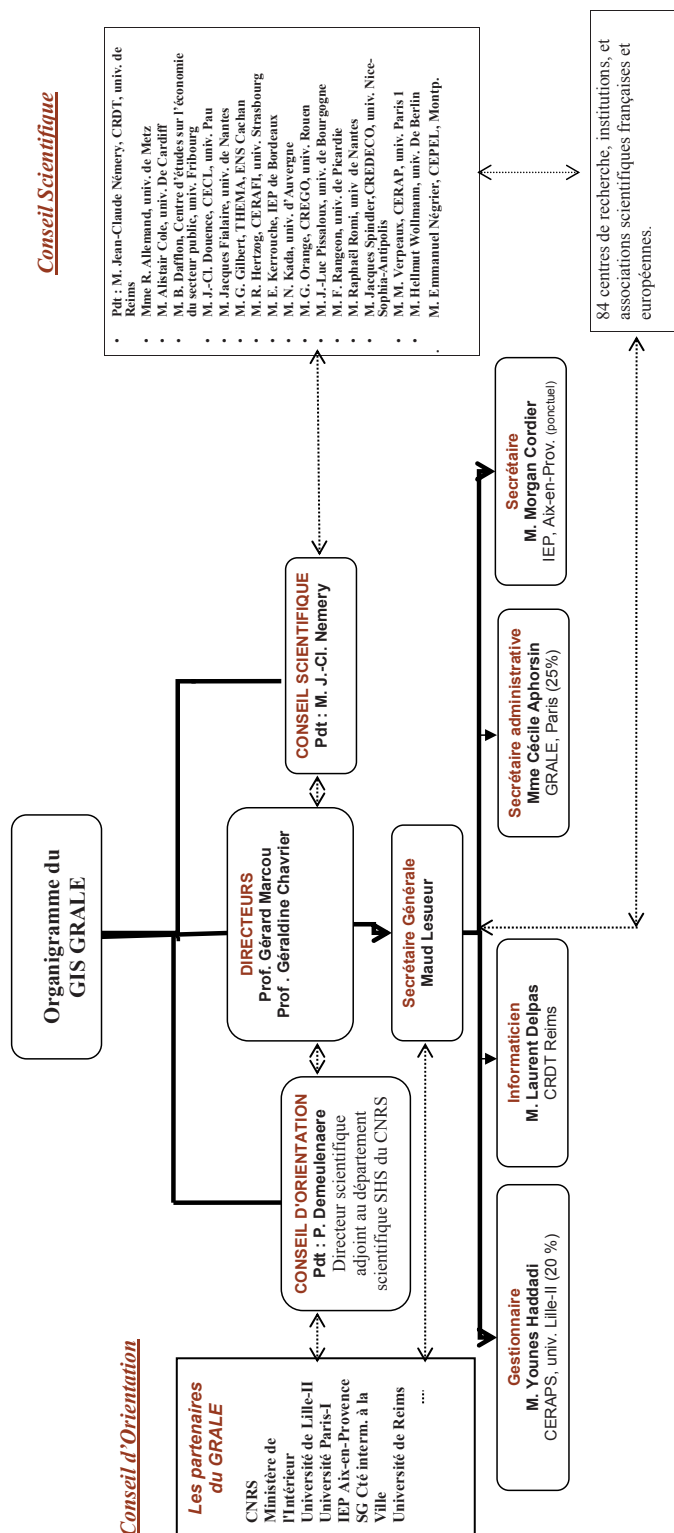 Conseil d'Orientation
Conseil Scientifique
Organigramme du
GIS GRALE
Les partenaires
du GRALE
CNRS
Ministère de
l'Intérieur
Université de Lille-II
Université Paris-I
IEP Aix-en-Provence
SG Cté interm. à la
Ville
Université de Reims
....
CONSEIL D'ORIENTATION
Pdt : P. Demeulenaere
Directeur scientifique
adjoint au département
scientifique SHS du CNRS
DIRECTEURS
Prof. Gérard Marcou
Prof . Géraldine Chavrier
CONSEIL SCIENTIFIQUE
Pdt : M. J.-Cl. Nemery
• Pdt : M. Jean-Claude Némery, CRDT, univ. de
Reims
• Mme R. Allemand, univ. de Metz
• M. Alistair Cole, univ. De Cardiff
• M. B. Dafflon, Centre d'études sur l'économie
du secteur public, univ. Fribourg
• M. J.-Cl. Douence, CECL, univ. Pau
• M. Jacques Fialaire, univ. de Nantes
• M. G. Gilbert, THEMA, ENS Cachan
• M. R. Hertzog, CERAFI, univ. Strasbourg
• M. E. Kerrouche, IEP de Bordeaux
• M. N. Kada, univ. d'Auvergne
• M. G. Orange, CREGO, univ. Rouen
• M. J.-Luc Pissaloux, univ. de Bourgogne
• M. F. Rangeon, univ. de Picardie
• M. Raphaël Romi, univ de Nantes
• M. Jacques Spindler,CREDECO, univ. Nice-
Sophia-Antipolis
• M. M. Verpeaux, CERAP, univ. Paris 1
• M. Hellmut Wollmann, univ. De Berlin
. M. Emmanuel Négrier, CEPEL, Montp.
Secrétaire Générale
Maud Lesueur
Gestionnaire
M. Younes Haddadi
CERAPS, univ. Lille-II (20 %)
Informaticien
M. Laurent Delpas
CRDT Reims
Secrétaire administrative
Mme Cécile Aphorsin
GRALE, Paris (25%)
Secrétaire
M. Morgan Cordier
IEP, Aix-en-Prov. (ponctuel)
84 centres de recherche, institutions, et
associations scientifiques françaises et
européennes.